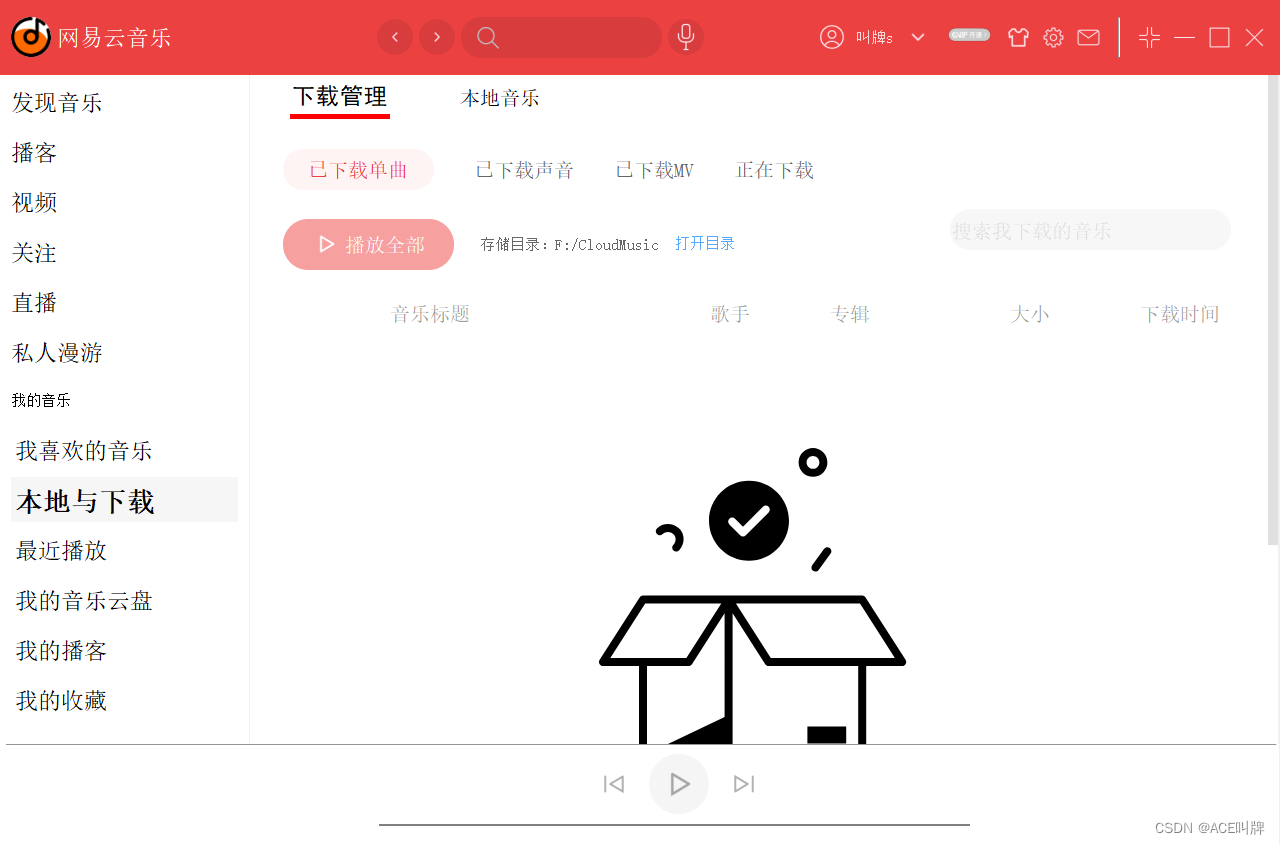 网易云音乐
叫牌s
开通
发现音乐
播客
视频
关注
直播
私人漫游
我的音乐
我喜欢的音乐
本地与下载
最近播放
我的音乐云盘
我的播客
我的收藏
下载管理 本地音乐
已下载单曲 已下载声音 已下载MV 正在下载
播放全部 存储目录：F:/CloudMusic 打开目录 搜索我下载的音乐
音乐标题 歌手 专辑 大小 下载时间
CSDN @ACE叫牌